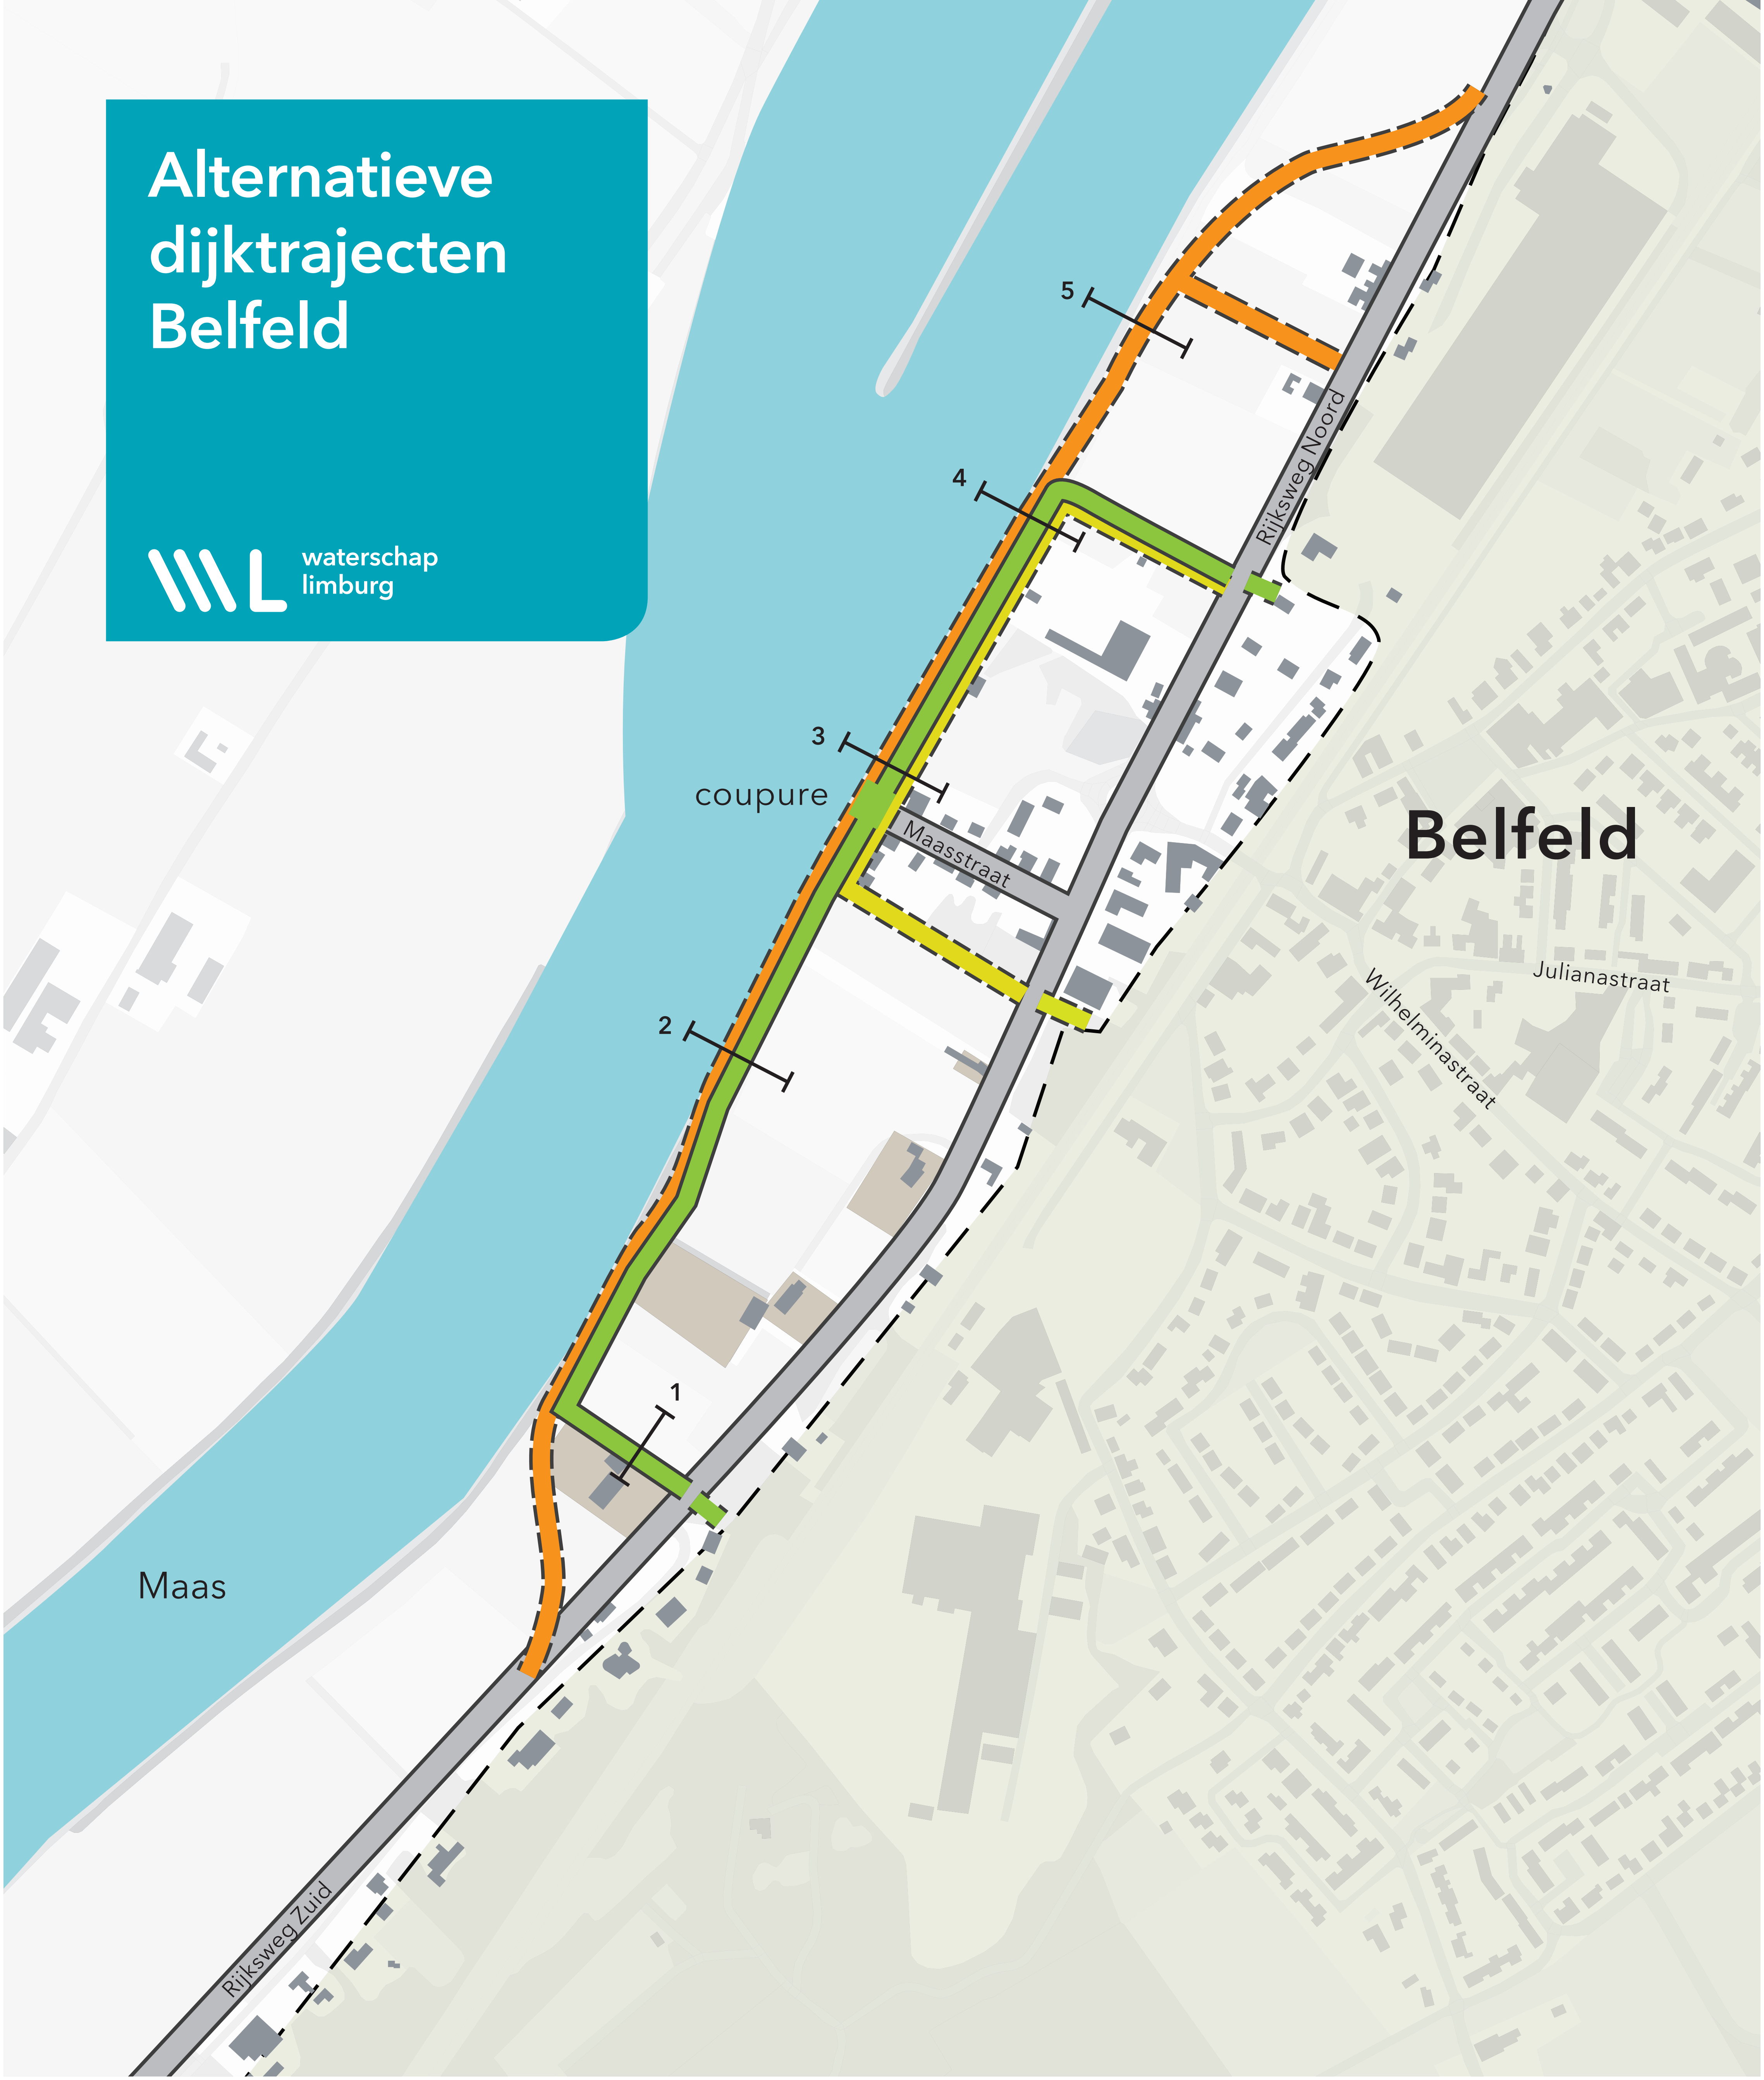 Alternatieve
dijktrajecten
Belfeld
waterschap
limburg
5
Rijksweg Noord
4
3
coupure
Maasstraat
Belfeld
Julianastraat
Wilhelminastraat
2
1
Maas
Rijksweg Zuid